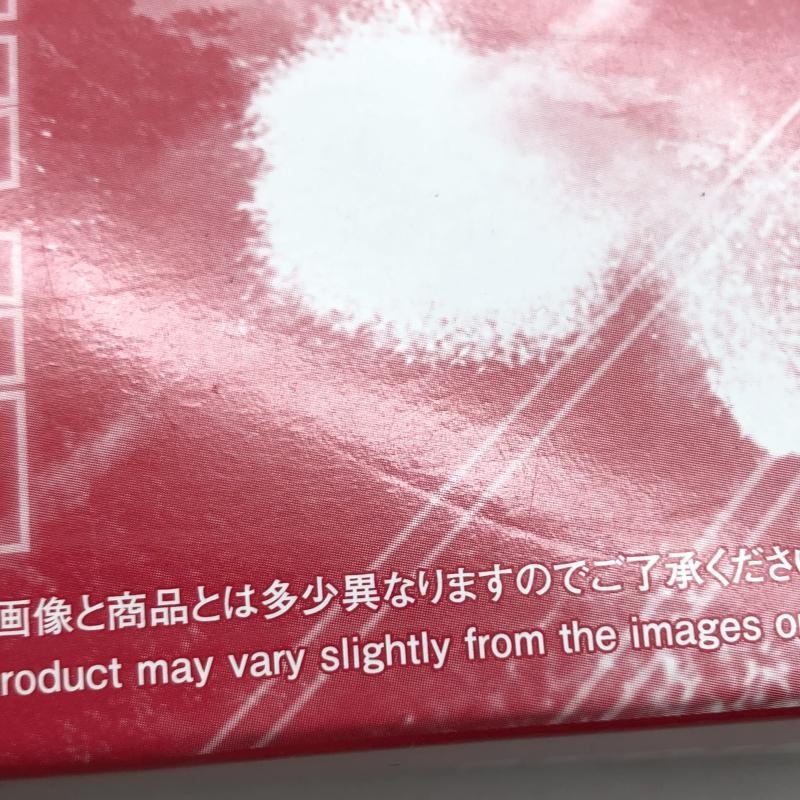 画像と商品とは多少異なりますのでご了承くださ
roduct may vary slightly from the images o